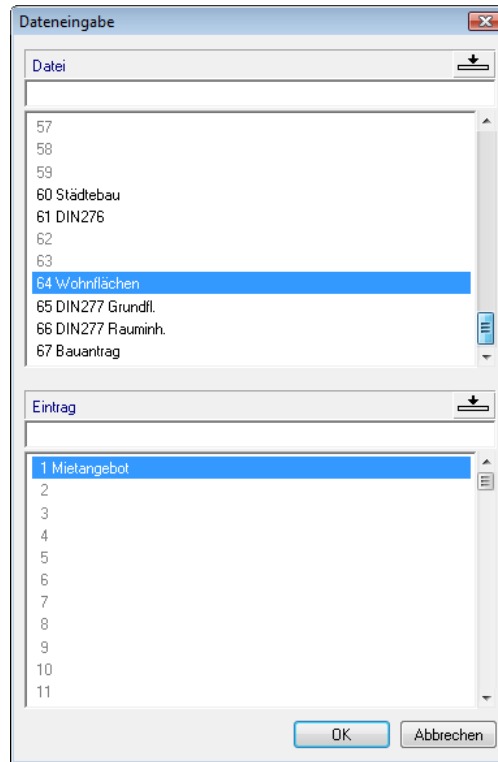 Dateneingabe
Datei
57
58
59
60 Städtebau
61 DIN276
62
63
64 Wohnflächen
65 DIN277 Grundfl.
66 DIN277 Rauminh.
67 Bauantrag
Eintrag
1 Mietangebot
2
3
4
5
6
7
8
9
10
11
OK Abbrechen